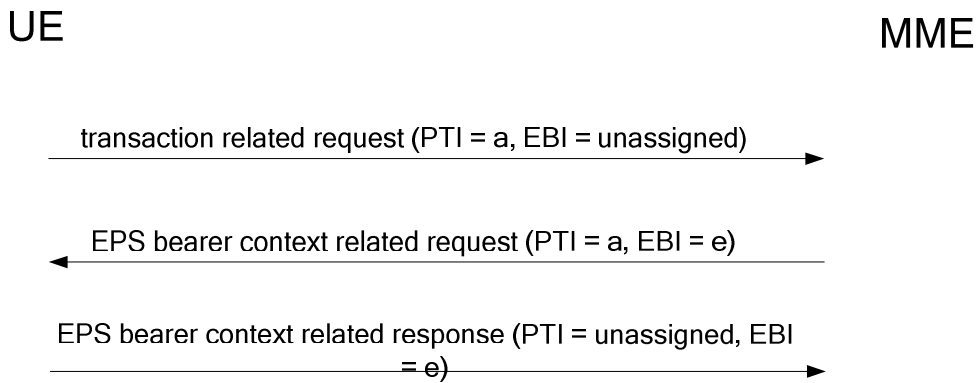 UE
MME
transaction related request (PTI = a, EBI = unassigned)
EPS bearer context related request (PTI = a, EBI = e)
EPS bearer context related response (PTI = unassigned, EBI
= e)